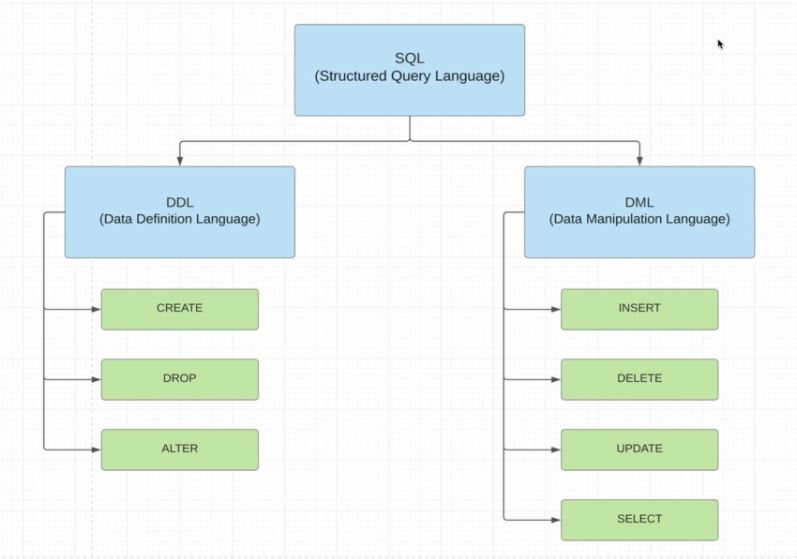 SQL
(Structured Query Language)
DDL
(Data Definition Language)
DML
(Data Manipulation Language)
CREATE
DROP
ALTER
INSERT
DELETE
UPDATE
SELECT